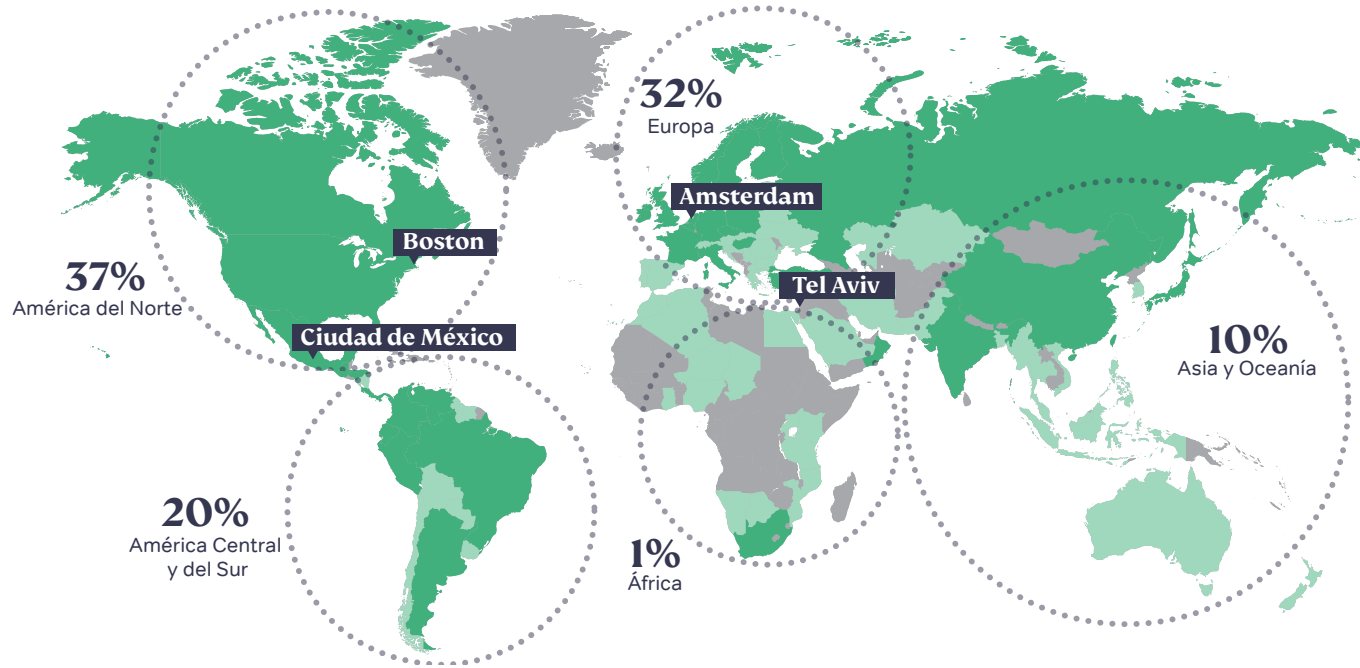 32%
Europa
Amsterdam
Boston
37%
América del Norte
Tel Aviv
Ciudad de México
10%
Asia y Oceanía
20%
América Central
y del Sur
1%
África